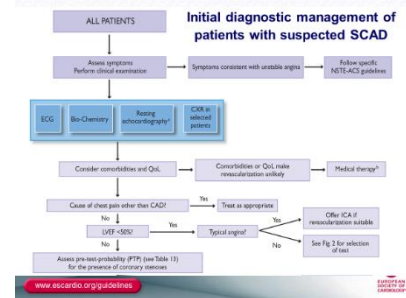 ALL PATIENTS
Initial diagnostic management of
patients with suspected SCAD
Assess symptoms
Perform clinical examination
Symptoms consistent with unstable angina
Follow specific
NSTE-ACS guidelines
ECG
Bio-Chemistry
Resting
echocardiographyᵃ
CXR in
selected
patients
Consider comorbidities and QoL
Comorbidities or QoL make
revascularization unlikely
Medical therapyᵇ
Cause of chest pain other than CAD?
Yes
Treat as appropriate
No
LVEF <50%?
Yes
Typical angina?
Yes
Offer ICA if
revascularization suitable
No
No
See Fig. 2 for selection
of test
Assess pre-test-probability (PTP) (see Table 13)
for the presence of coronary stenoses
www.escardio.org/guidelines
EUROPEAN
SOCIETY OF
CARDIOLOGY